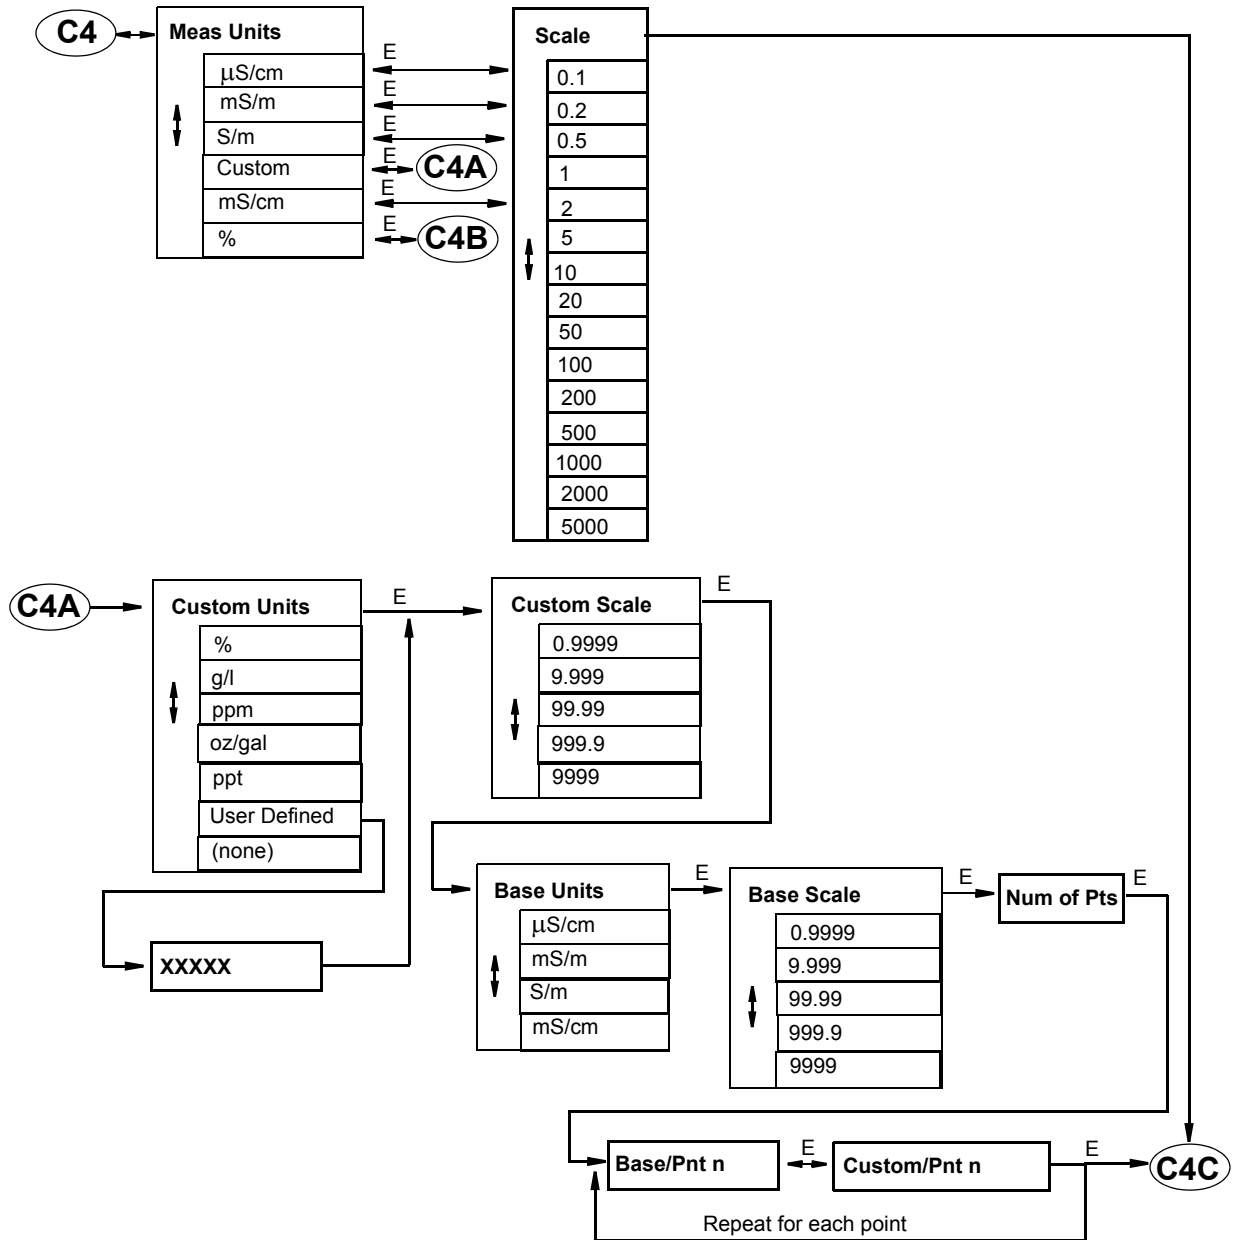 C4
Meas Units
µS/cm
mS/m
S/m
Custom
mS/cm
%
E
E
E
E
E
E
C4A
C4B
Scale
0.1
0.2
0.5
1
2
5
10
20
50
100
200
500
1000
2000
5000
C4A
Custom Units
%
g/l
ppm
oz/gal
ppt
User Defined
(none)
XXXXX
E
Custom Scale
0.9999
9.999
99.99
999.9
9999
E
Base Units
µS/cm
mS/m
S/m
mS/cm
E
Base Scale
0.9999
9.999
99.99
999.9
9999
E
Num of Pts
E
Base/Pnt n
E
Custom/Pnt n
E
C4C
Repeat for each point